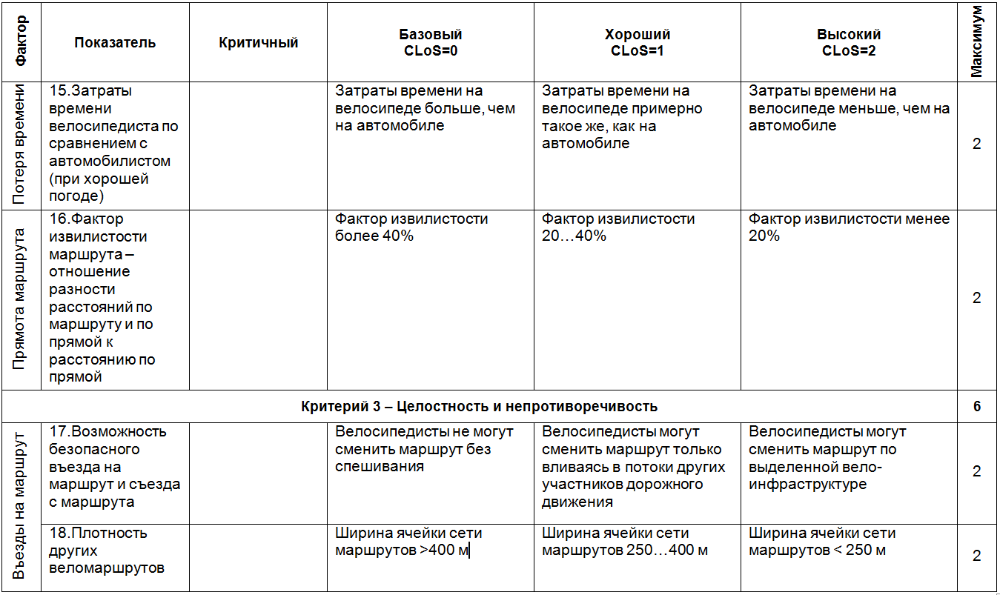 Фактор
Показатель
Критичный
Базовый
CLoS=0
Хороший
CLoS=1
Высокий
CLoS=2
Максимум
Потеря времени
15.Затраты
времени
велосипедиста по
сравнением с
автомобилистом
(при хорошей
погоде)
Затраты времени на
велосипеде больше, чем
на автомобиле
Затраты времени на
велосипеде примерно
такое же, как на
автомобиле
Затраты времени на
велосипеде меньше, чем на
автомобиле
2
Прямота маршрута
16.Фактор
извилистости
маршрута –
отношение
разности
расстояний по
маршруту и по
прямой к
расстоянию по
прямой
Фактор извилистости
более 40%
Фактор извилистости
20…40%
Фактор извилистости менее
20%
2
Критерий 3 – Целостность и непротиворечивость
6
Въезды на маршрут
17.Возможность
безопасного
въезда на
маршрут и съезда
с маршрута
Велосипедисты не могут
сменить маршрут без
спешивания
Велосипедисты могут
сменить маршрут только
вливаясь в потоки других
участников дорожного
движения
Велосипедисты могут
сменить маршрут по
выделенной вело-
инфраструктуре
2
18.Плотность
других
веломаршрутов
Ширина ячейки сети
маршрутов >400 м
Ширина ячейки сети
маршрутов 250…400 м
Ширина ячейки сети
маршрутов < 250 м
2